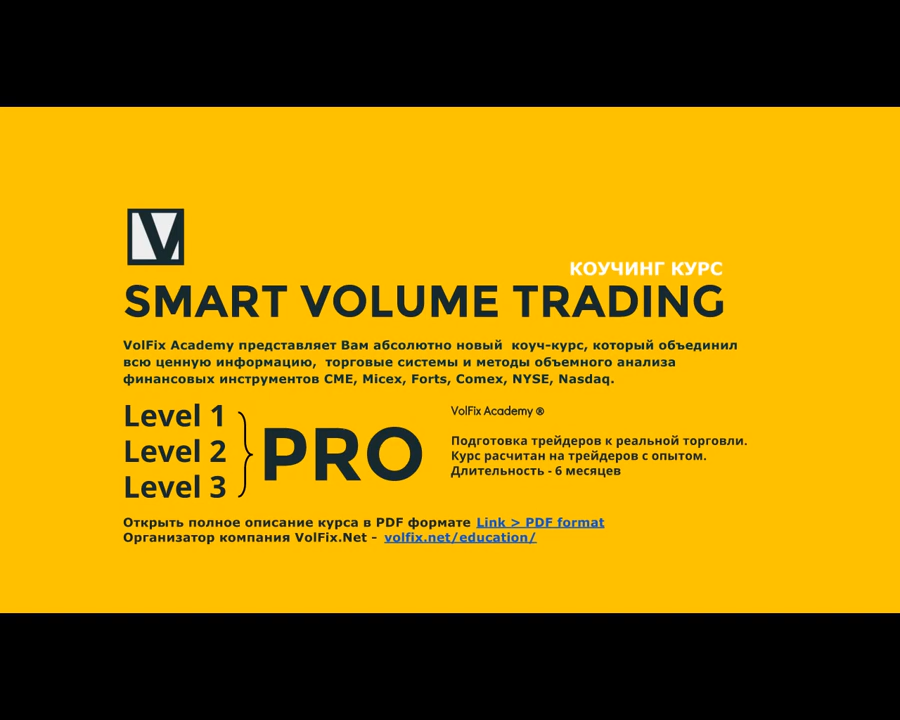 V
КОУЧИНГ КУРС
SMART VOLUME TRADING
VolFix Academy представляет Вам абсолютно новый коуч-курс, который объединил
всю ценную информацию, торговые системы и методы объемного анализа
финансовых инструментов CME, Micex, Forts, Comex, NYSE, Nasdaq.
Level 1
Level 2
Level 3
PRO
VolFix Academy ®
Подготовка трейдеров к реальной торговли.
Курс расчитан на трейдеров с опытом.
Длительность - 6 месяцев
Открыть полное описание курса в PDF формате Link > PDF format
Организатор компания VolFix.Net - volfix.net/education/